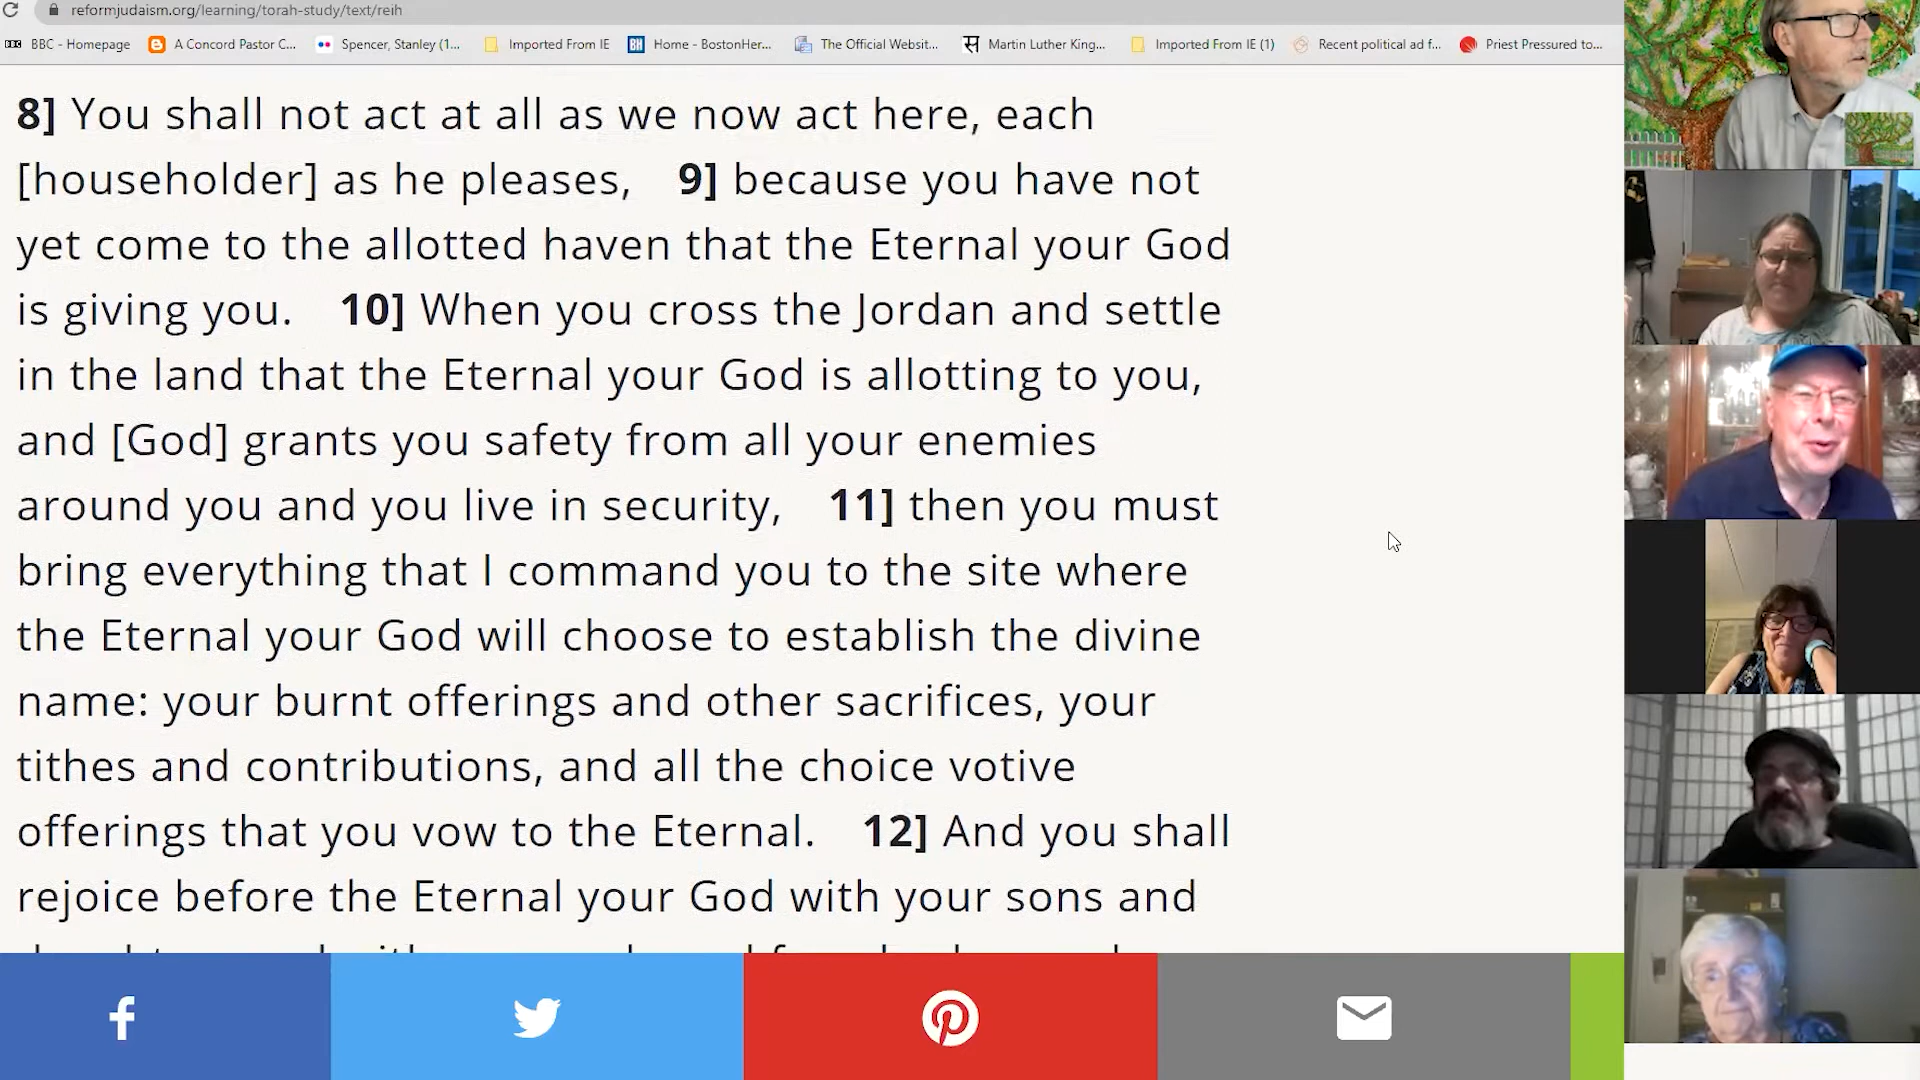 reformjudaism.org/learning/torah-study/text/reih
BBC BBC - Homepage A Concord Pastor C... Spencer, Stanley (1... Imported From IE BH Home - BostonHer... The Official Websit... Martin Luther King... Imported From IE (1) Recent political ad f... Priest Pressured to...
8] You shall not act at all as we now act here, each
[householder] as he pleases, 9] because you have not
yet come to the allotted haven that the Eternal your God
is giving you. 10] When you cross the Jordan and settle
in the land that the Eternal your God is allotting to you,
and [God] grants you safety from all your enemies
around you and you live in security, 11] then you must
bring everything that I command you to the site where
the Eternal your God will choose to establish the divine
name: your burnt offerings and other sacrifices, your
tithes and contributions, and all the choice votive
offerings that you vow to the Eternal. 12] And you shall
rejoice before the Eternal your God with your sons and